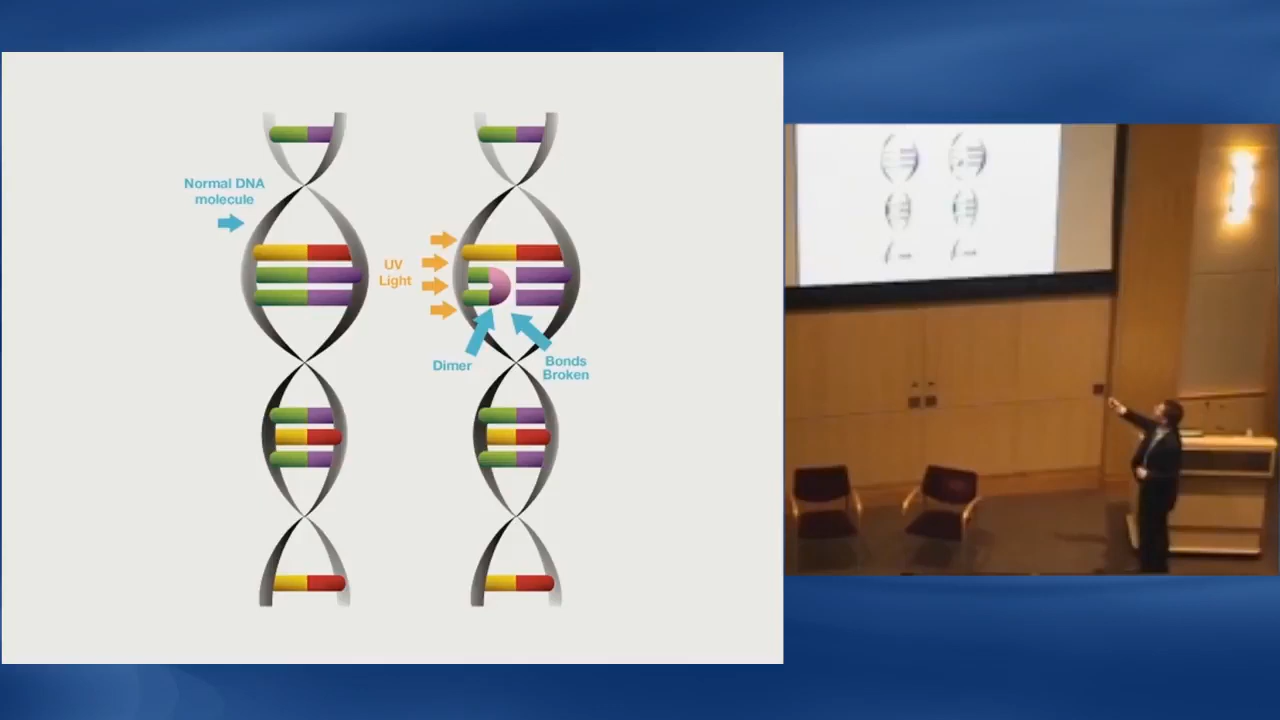 Normal DNA
molecule
UV
Light
Dimer
Bonds
Broken